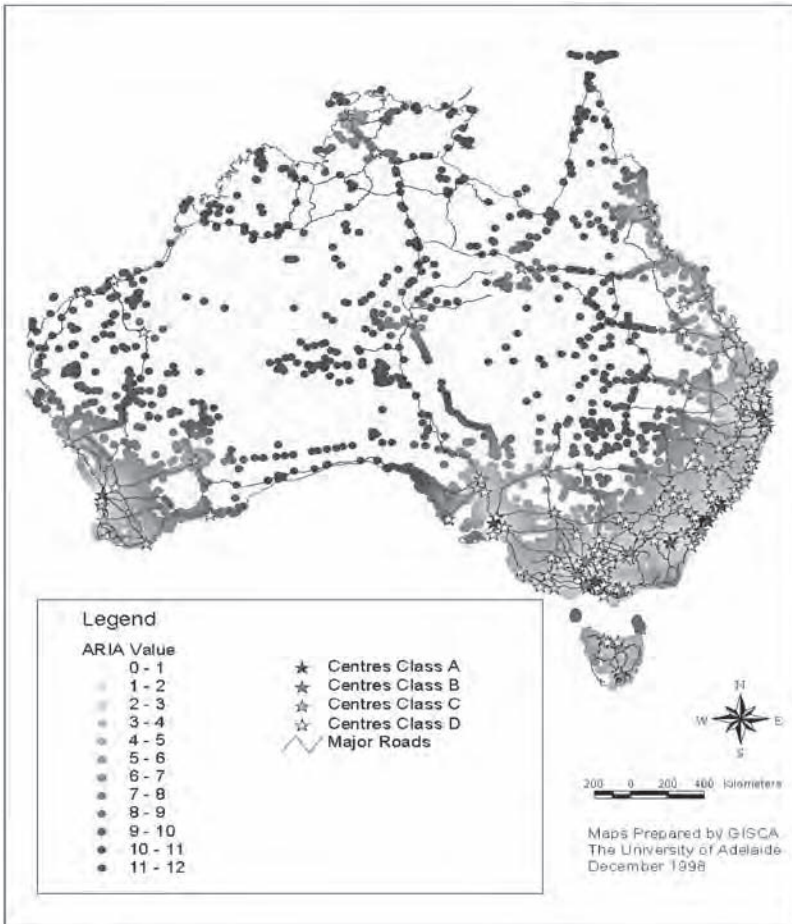 Legend
ARIA Value
0 - 1
1 - 2
2 - 3
3 - 4
4 - 5
5 - 6
6 - 7
7 - 8
8 - 9
9 - 10
10 - 11
11 - 12
Centres Class A
Centres Class B
Centres Class C
Centres Class D
Major Roads
N
W E
S
200 0 200 400 kilometers
Maps Prepared by GISCA
The University of Adelaide
December 1998